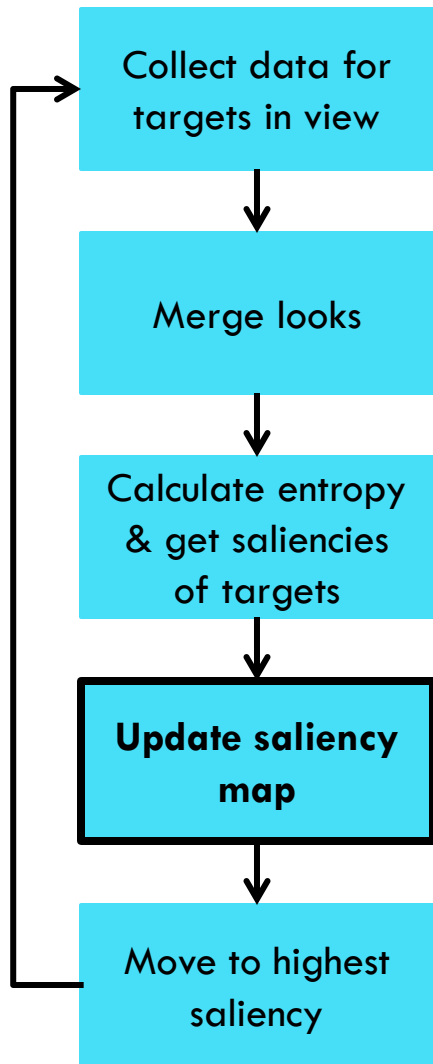 Collect data for
targets in view
Merge looks
Calculate entropy
& get saliencies
of targets
Update saliency
map
Move to highest
saliency